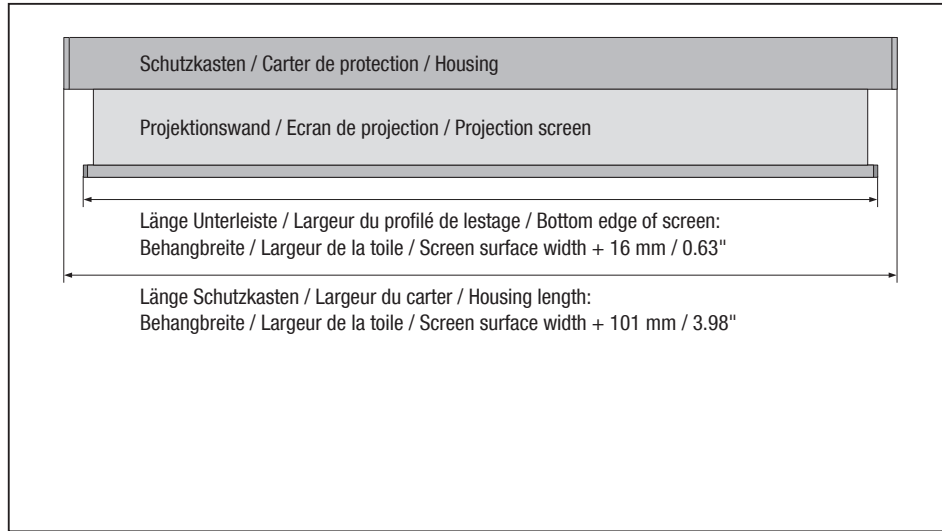 Schutzkasten / Carter de protection / Housing
Projektionswand / Ecran de projection / Projection screen
Länge Unterleiste / Largeur du profilé de lestage / Bottom edge of screen:
Behangbreite / Largeur de la toile / Screen surface width + 16 mm / 0.63"
Länge Schutzkasten / Largeur du carter / Housing length:
Behangbreite / Largeur de la toile / Screen surface width + 101 mm / 3.98"